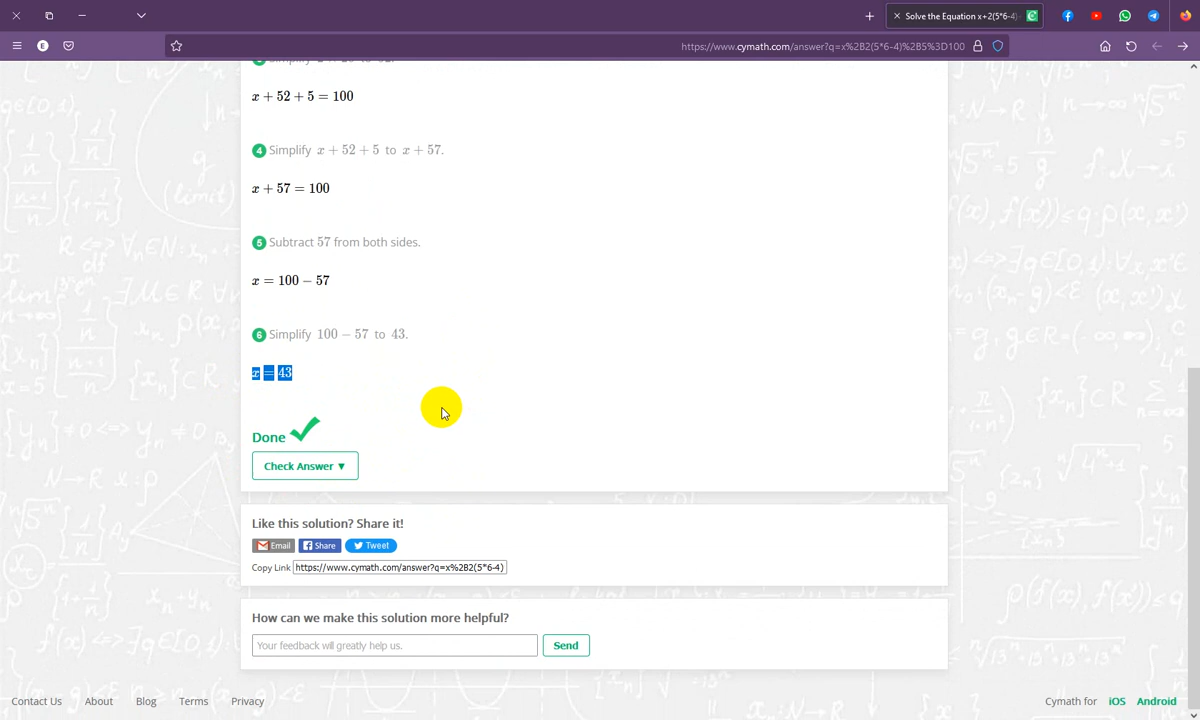 Solve the Equation x+2(5*6-4)
https://www.cymath.com/answer?q=x%2B2(5*6-4)%2B5%3D100
x + 52 + 5 = 100
4 Simplify x + 52 + 5 to x + 57.
x + 57 = 100
5 Subtract 57 from both sides.
x = 100 − 57
6 Simplify 100 − 57 to 43.
x = 43
Done
Check Answer ▼
Like this solution? Share it!
Email Share Tweet
Copy Link https://www.cymath.com/answer?q=x%2B2(5*6-4)
How can we make this solution more helpful?
Your feedback will greatly help us. Send
Contact Us About Blog Terms Privacy Cymath for iOS Android